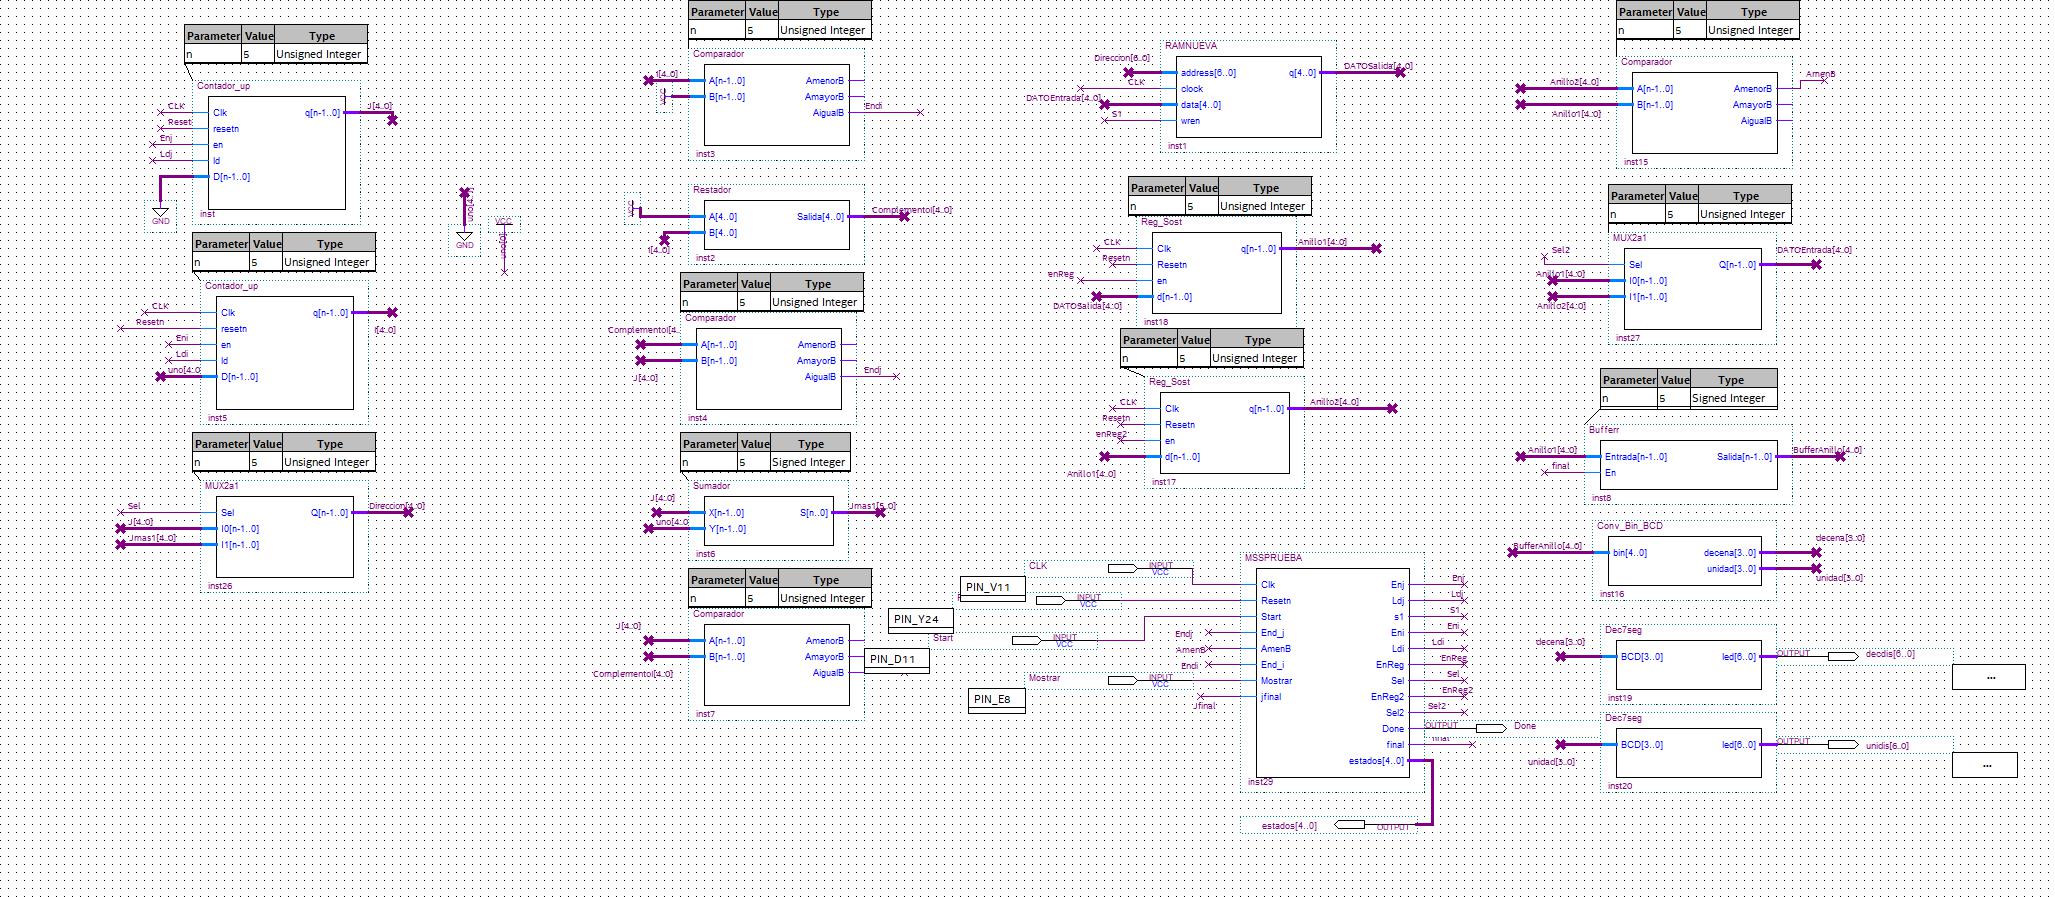 Parameter Value Type
n 5 Unsigned Integer
Contador_up
CLK
Reset
Enj
Ldj
Clk
resetn
en
ld
D[n-1..0]
q[n-1..0]
J[4..0]
inst
GND
uno[4..0]
GND
VCC
uno[0]
Parameter Value Type
n 5 Unsigned Integer
Contador_up
CLK
Resetn
Eni
Ldi
uno[4..0
Clk
resetn
en
ld
D[n-1..0]
q[n-1..0]
I[4..0]
inst5
Parameter Value Type
n 5 Unsigned Integer
MUX2a1
Sel
J[4..0]
Jmas1[4..0]
Sel
I0[n-1..0]
I1[n-1..0]
Q[n-1..0]
Direccion[4..0]
inst26
Parameter Value Type
n 5 Unsigned Integer
Comparador
I[4..0]
VCC
A[n-1..0]
B[n-1..0]
AmenorB
AmayorB
AigualB
Endi
inst3
Restador
VCC
I[4..0]
A[4..0]
B[4..0]
Salida[4..0]
ComplementoI[4..0]
inst2
Parameter Value Type
n 5 Unsigned Integer
Comparador
ComplementoI[4..
J[4..0]
A[n-1..0]
B[n-1..0]
AmenorB
AmayorB
AigualB
Endj
inst4
Parameter Value Type
n 5 Signed Integer
Sumador
J[4..0]
uno[4..0
X[n-1..0]
Y[n-1..0]
S[n..0]
Jmas1[5..0]
inst6
Parameter Value Type
n 5 Unsigned Integer
Comparador
J[4..0]
ComplementoI[4..0]
A[n-1..0]
B[n-1..0]
AmenorB
AmayorB
AigualB
inst7
RAMNUEVA
Direccion[6..0]
CLK
DATOEntrada[4..0]
S1
address[6..0]
clock
data[4..0]
wren
q[4..0]
DATOSalida[4..0]
inst1
Parameter Value Type
n 5 Unsigned Integer
Reg_Sost
CLK
Resetn
enReg
DATOSalida[4..0]
Clk
Resetn
en
d[n-1..0]
q[n-1..0]
Anillo1[4..0]
inst18
Parameter Value Type
n 5 Unsigned Integer
Reg_Sost
CLK
Resetn
enReg2
Anillo1[4..0]
Clk
Resetn
en
d[n-1..0]
q[n-1..0]
Anillo2[4..0]
inst17
MSSPRUEBA
CLK
INPUT
VCC
PIN_V11
INPUT
VCC
PIN_Y24
Start
INPUT
VCC
PIN_D11
Mostrar
INPUT
VCC
PIN_E8
Endj
AmenB
Endi
Jfinal
Clk
Resetn
Start
End_j
AmenB
End_i
Mostrar
jfinal
Enj
Ldj
s1
Eni
Ldi
EnReg
Sel
EnReg2
Sel2
Done
final
estados[4..0]
Enj
Ldj
S1
Eni
Ldi
EnReg
Sel
EnReg2
Sel2
OUTPUT
Done
final
inst29
estados[4..0]
OUTPUT
Parameter Value Type
n 5 Unsigned Integer
Comparador
Anillo2[4..0]
Anillo1[4..0]
A[n-1..0]
B[n-1..0]
AmenorB
AmayorB
AigualB
AmenB
inst15
Parameter Value Type
n 5 Unsigned Integer
MUX2a1
Sel2
Anillo1[4..0]
Anillo2[4..0]
Sel
I0[n-1..0]
I1[n-1..0]
Q[n-1..0]
DATOEntrada[4..0]
inst27
Parameter Value Type
n 5 Signed Integer
Bufferr
Anillo1[4..0]
final
Entrada[n-1..0]
En
Salida[n-1..0]
BufferAnillo[4..0]
inst8
Conv_Bin_BCD
BufferAnillo[4..0]
bin[4..0]
decena[3..0]
unidad[3..0]
decena[3..0]
unidad[3..0]
inst16
Dec7seg
decena[3..0]
BCD[3..0]
led[6..0]
OUTPUT
decdis[6..0]
...
inst19
Dec7seg
unidad[3..0]
BCD[3..0]
led[6..0]
OUTPUT
unidis[6..0]
...
inst20